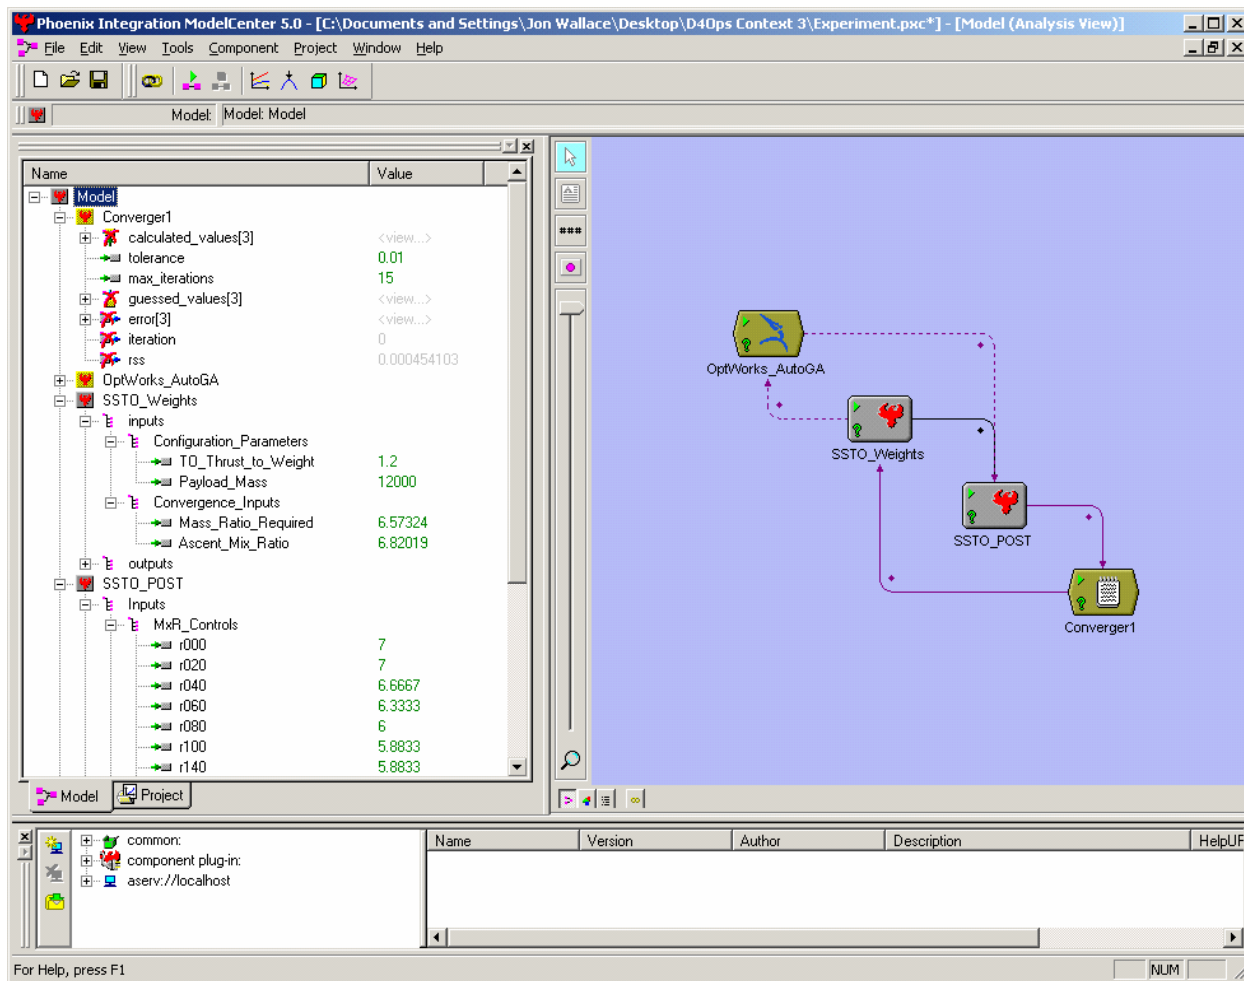 Phoenix Integration ModelCenter 5.0 - [C:\Documents and Settings\Jon Wallace\Desktop\D4Ops Context 3\Experiment.pxc*] - [Model (Analysis View)]
File Edit View Tools Component Project Window Help
Model: Model: Model
Name Value
Model
Converger1
calculated_values[3] <view...>
tolerance 0.01
max_iterations 15
guessed_values[3] <view...>
error[3] <view...>
iteration 0
rss 0.000454103
OptWorks_AutoGA
SSTO_Weights
inputs
Configuration_Parameters
TO_Thrust_to_Weight 1.2
Payload_Mass 12000
Convergence_Inputs
Mass_Ratio_Required 6.57324
Ascent_Mix_Ratio 6.82019
outputs
SSTO_POST
Inputs
MxR_Controls
r000 7
r020 7
r040 6.6667
r060 6.3333
r080 6
r100 5.8833
r140 5.8833
Model Project
###
OptWorks_AutoGA
SSTO_Weights
SSTO_POST
Converger1
common:
component plug-in:
aserv://localhost
Name Version Author Description HelpUR
For Help, press F1
NUM